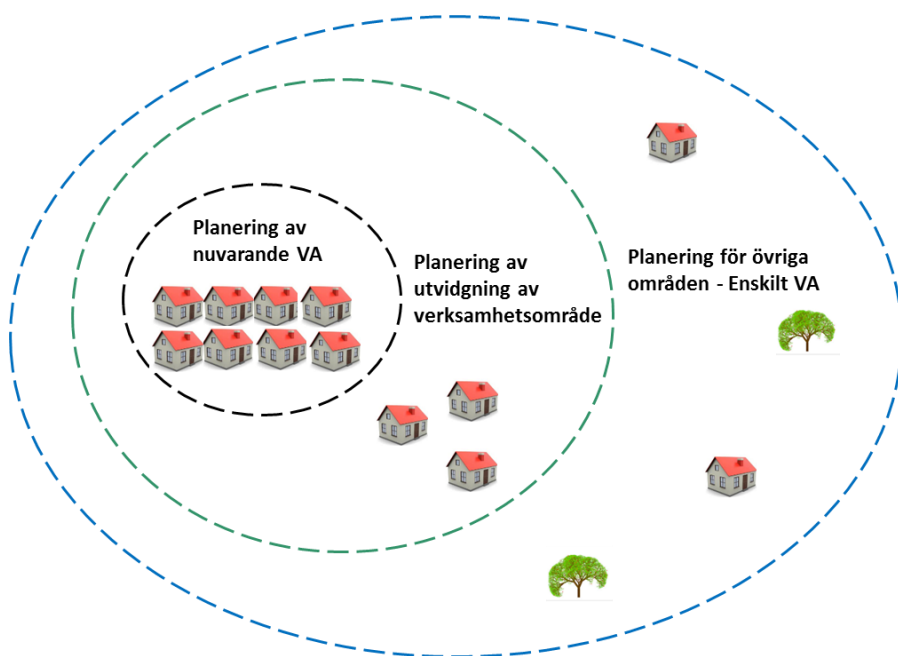 Planering av
nuvarande VA
Planering av
utvidgning av
verksamhetsområde
Planering för övriga
områden - Enskilt VA